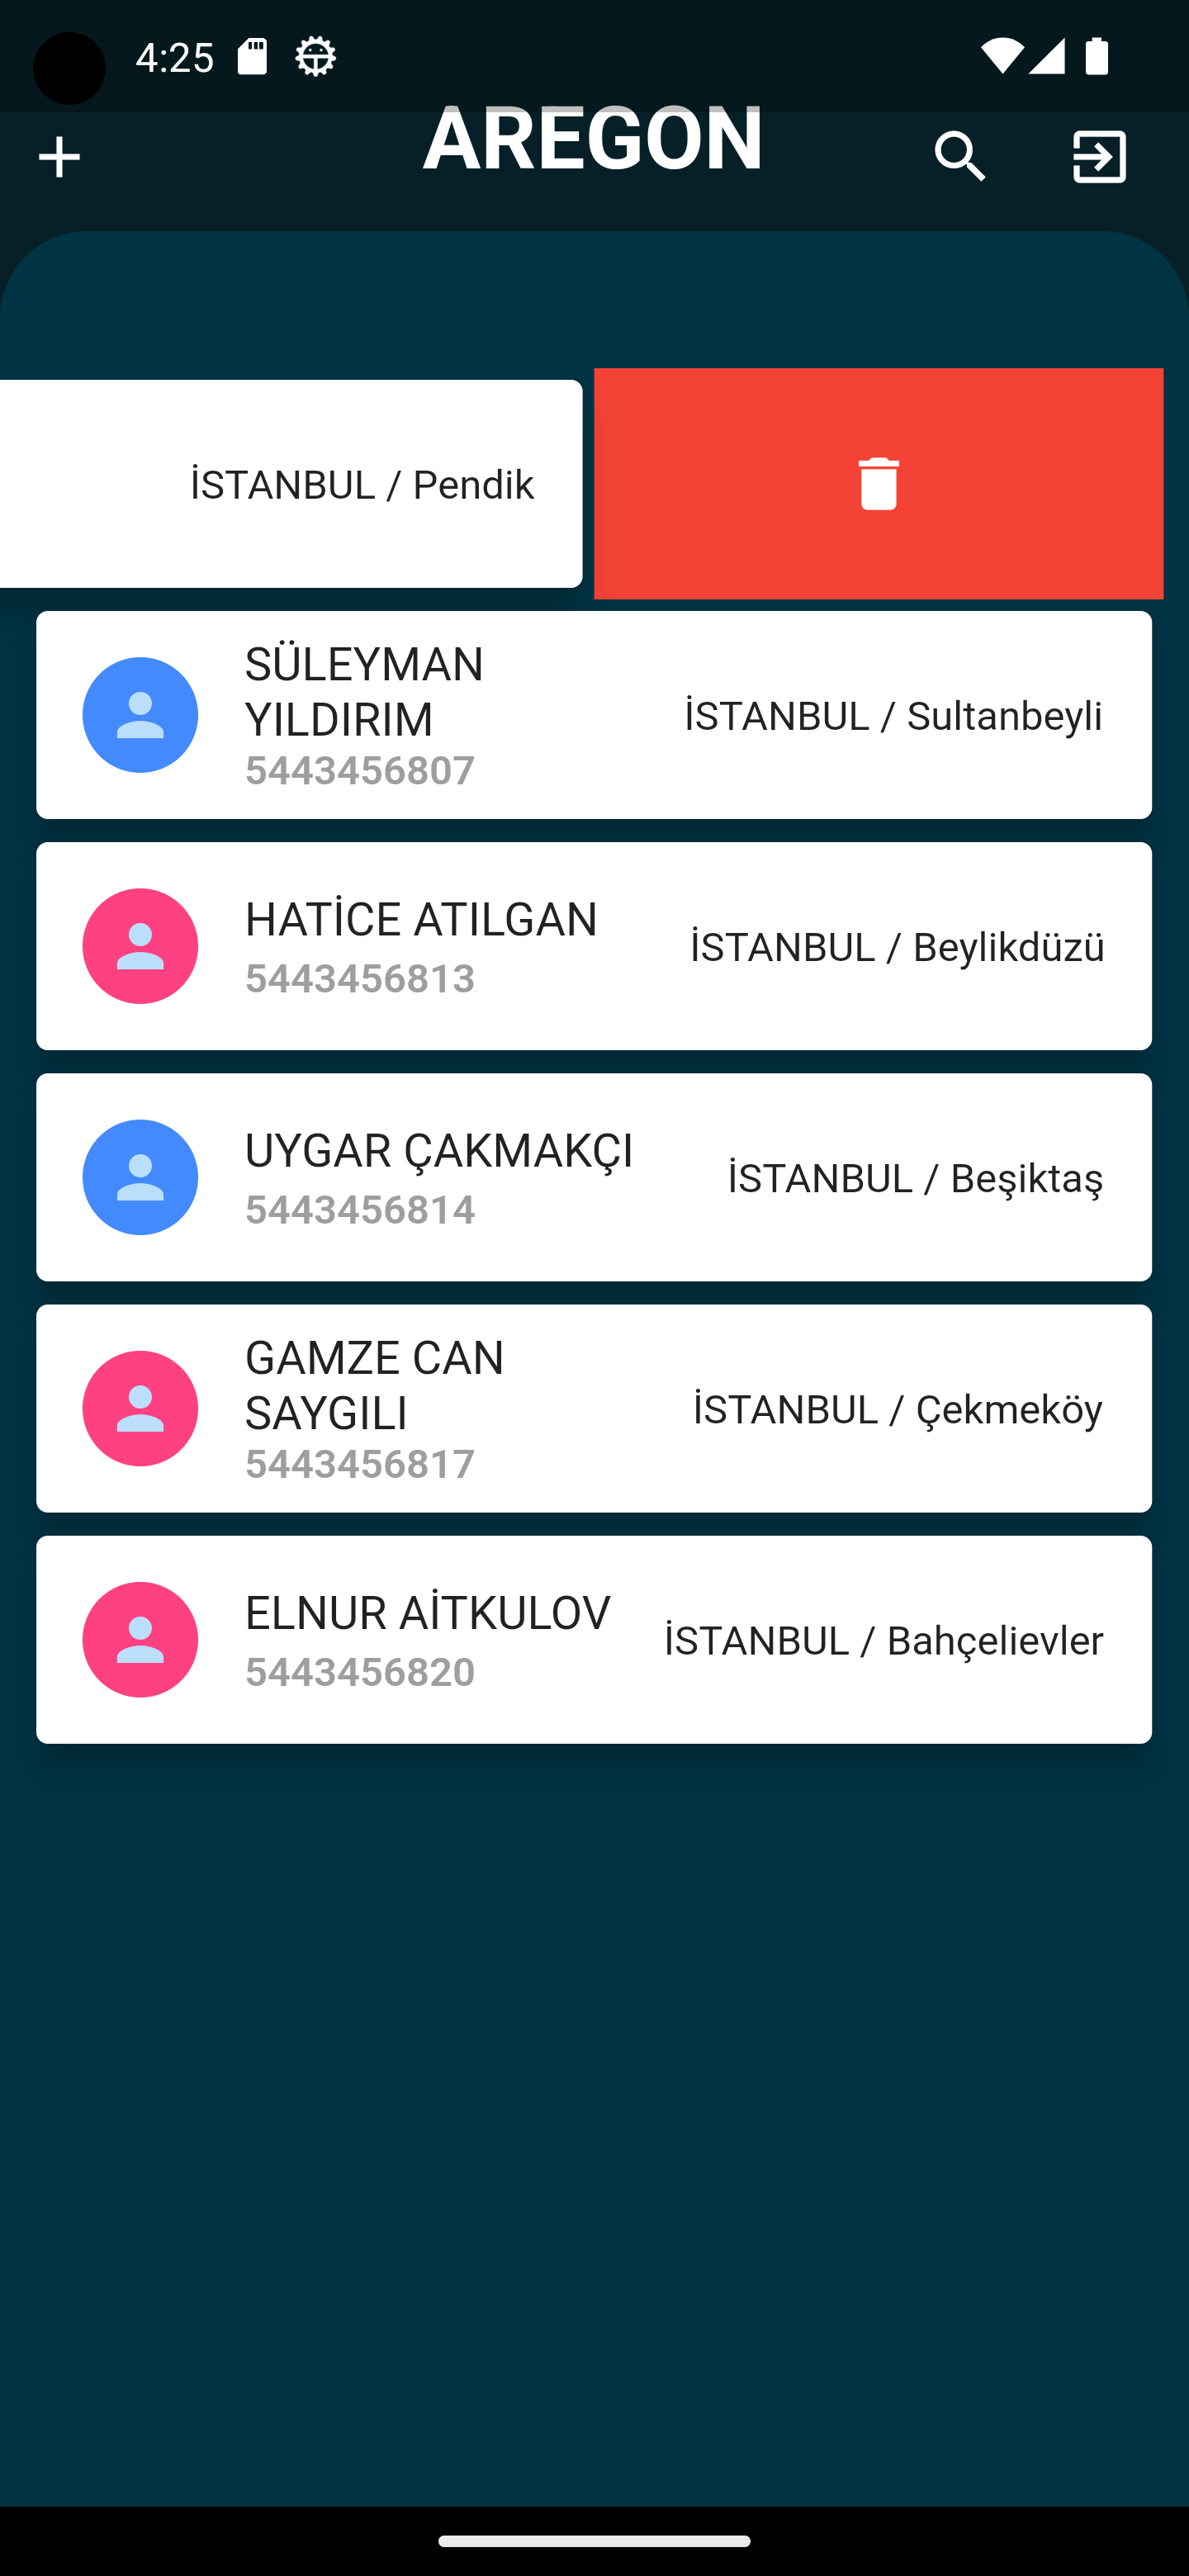 4:25
AREGON
İSTANBUL / Pendik
SÜLEYMAN
YILDIRIM
5443456807
İSTANBUL / Sultanbeyli
HATİCE ATILGAN
5443456813
İSTANBUL / Beylikdüzü
UYGAR ÇAKMAKÇI
5443456814
İSTANBUL / Beşiktaş
GAMZE CAN
SAYGILI
5443456817
İSTANBUL / Çekmeköy
ELNUR AİTKULOV
5443456820
İSTANBUL / Bahçelievler